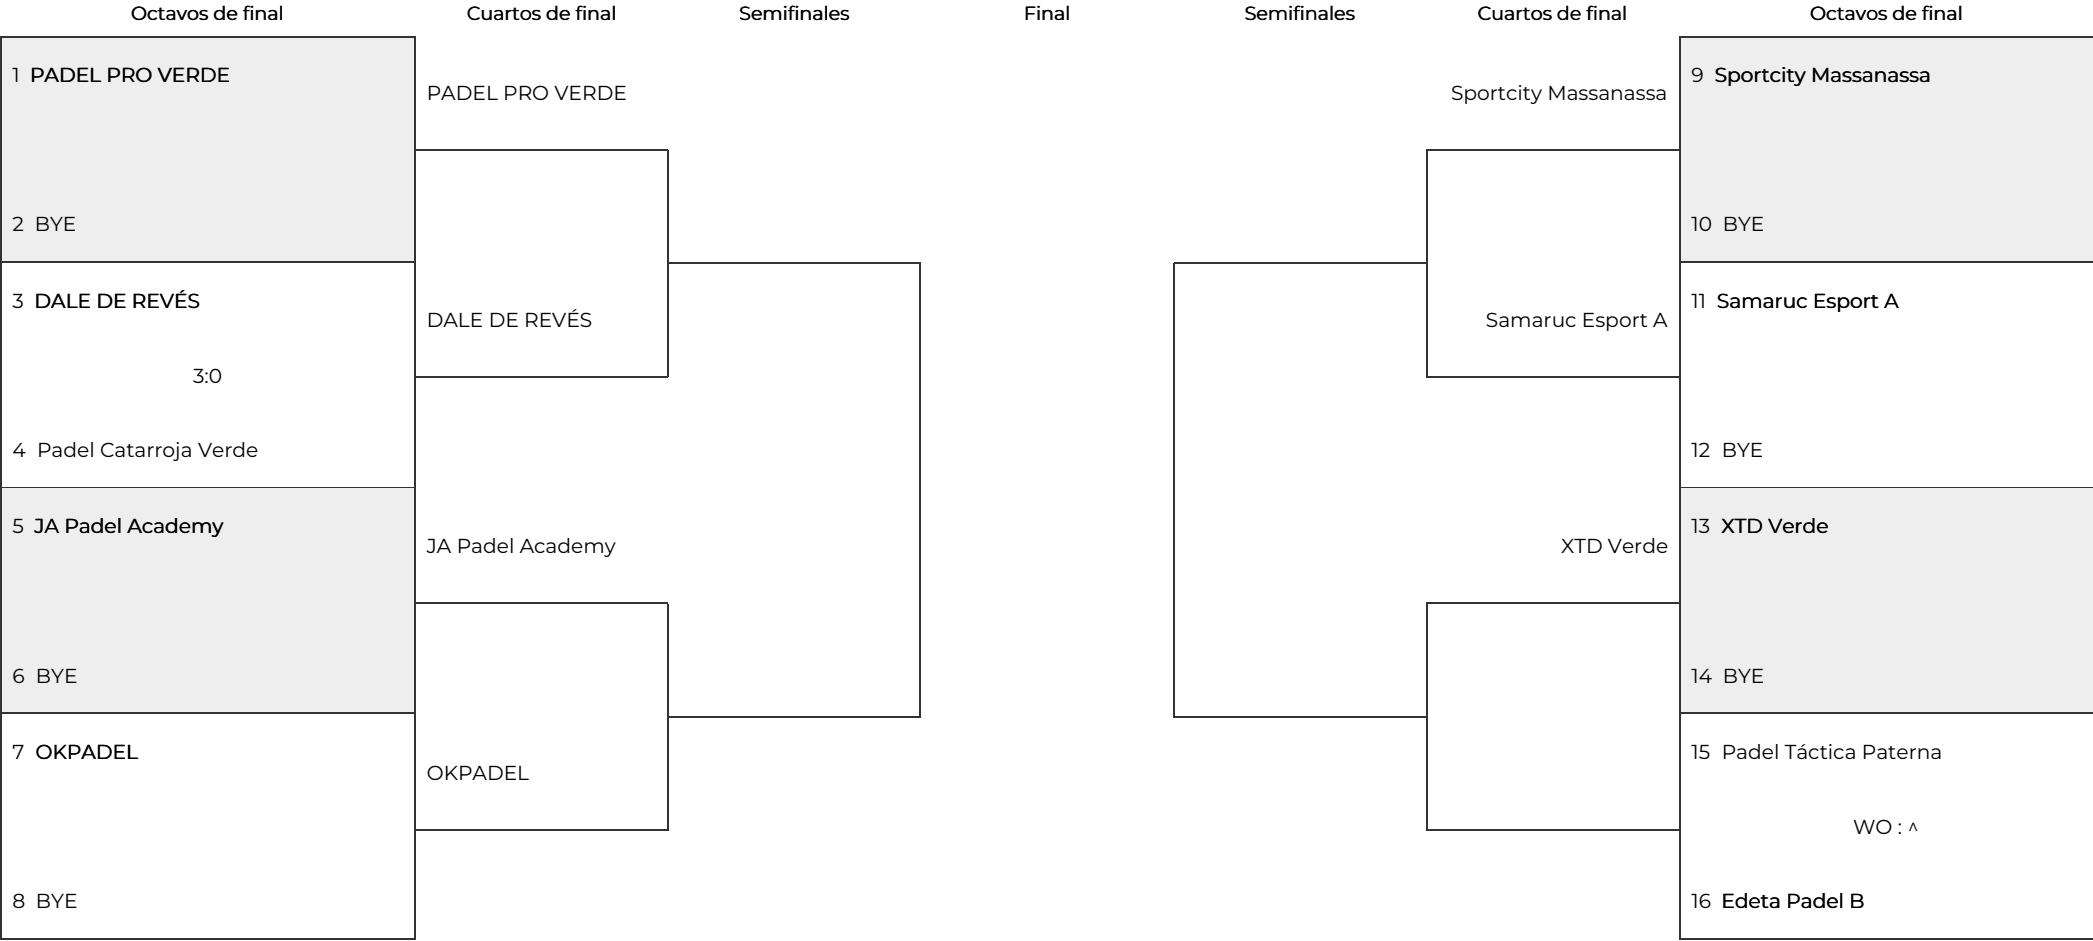 Octavos de final
Cuartos de final
Semifinales
Final
Semifinales
Cuartos de final
Octavos de final
1 PADEL PRO VERDE
2 BYE
3 DALE DE REVÉS
3:0
4 Padel Catarroja Verde
5 JA Padel Academy
6 BYE
7 OKPADEL
8 BYE
PADEL PRO VERDE
DALE DE REVÉS
JA Padel Academy
OKPADEL
Sportcity Massanassa
Samaruc Esport A
XTD Verde
9 Sportcity Massanassa
10 BYE
11 Samaruc Esport A
12 BYE
13 XTD Verde
14 BYE
15 Padel Táctica Paterna
WO : ^
16 Edeta Padel B